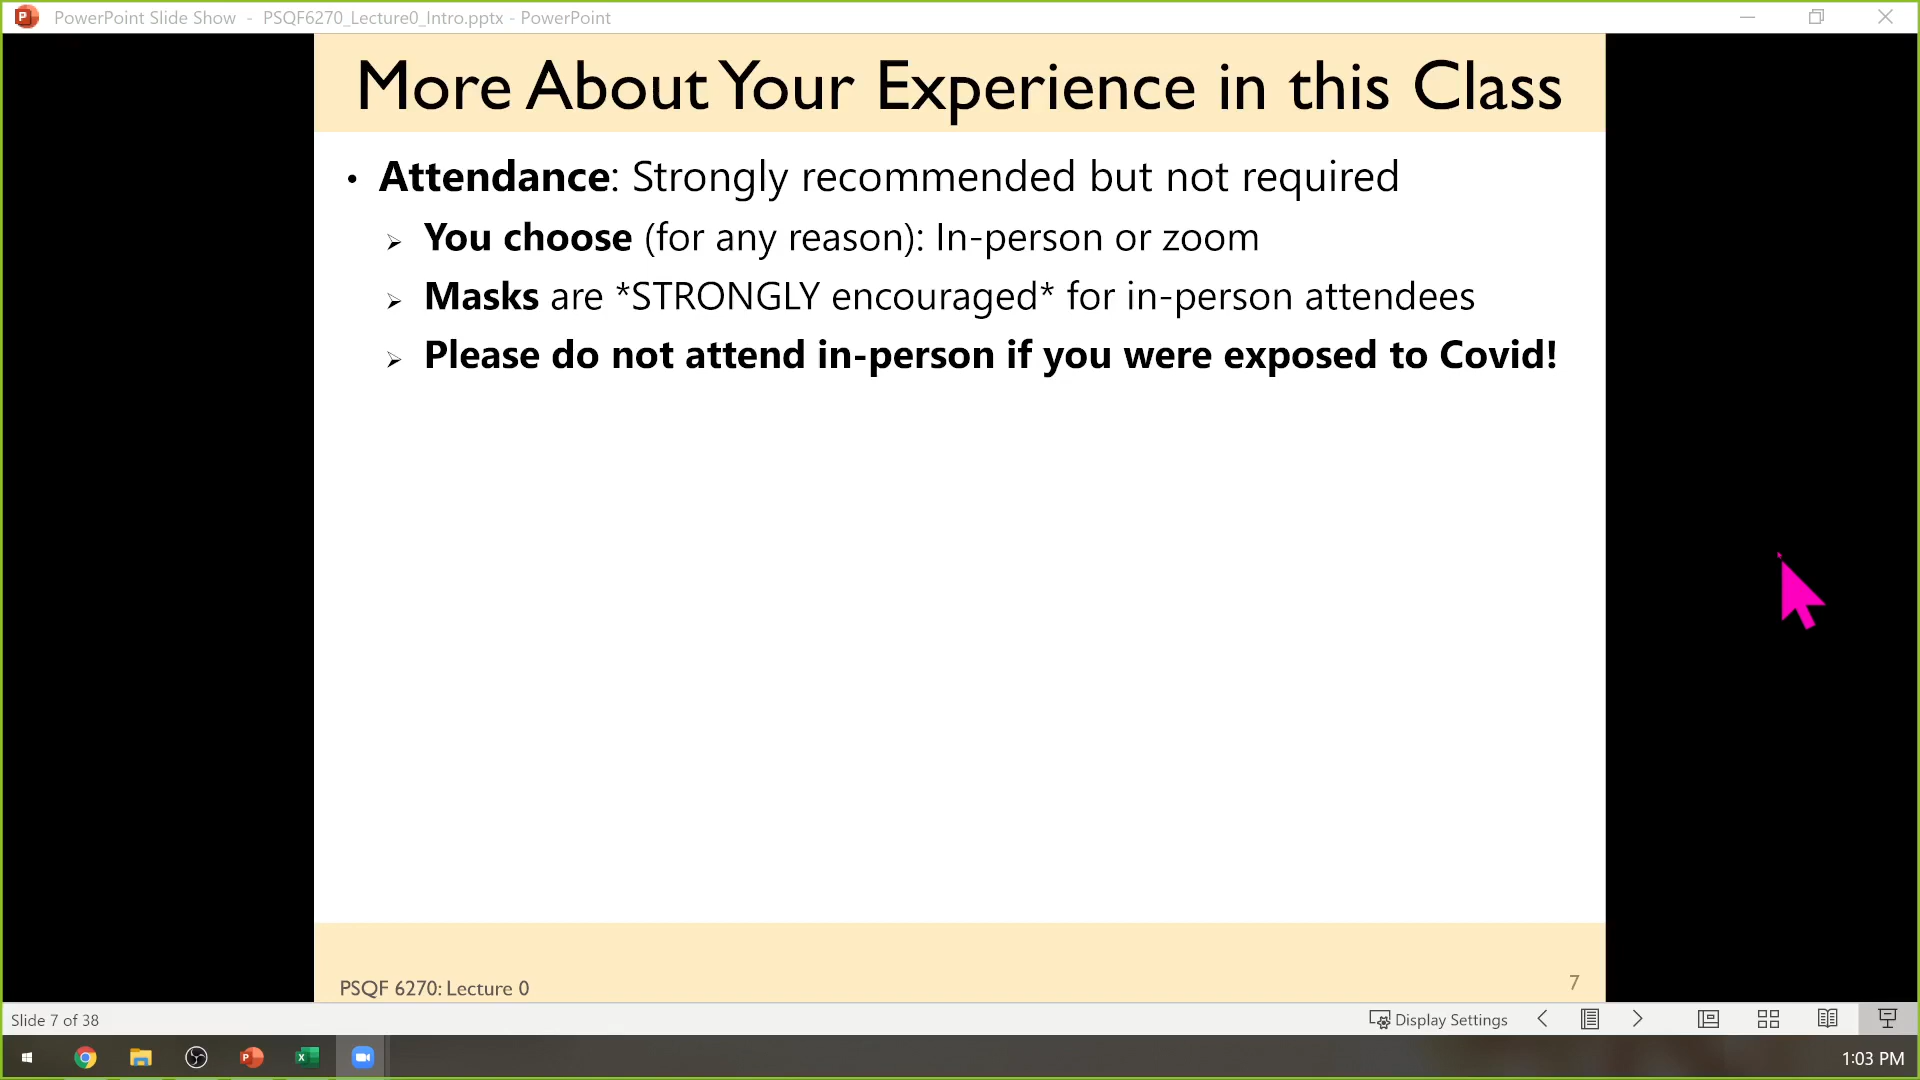 PowerPoint Slide Show - PSQF6270_Lecture0_Intro.pptx - PowerPoint
More About Your Experience in this Class
• Attendance: Strongly recommended but not required
➢ You choose (for any reason): In-person or zoom
➢ Masks are *STRONGLY encouraged* for in-person attendees
➢ Please do not attend in-person if you were exposed to Covid!
PSQF 6270: Lecture 0
7
Slide 7 of 38
Display Settings
1:03 PM